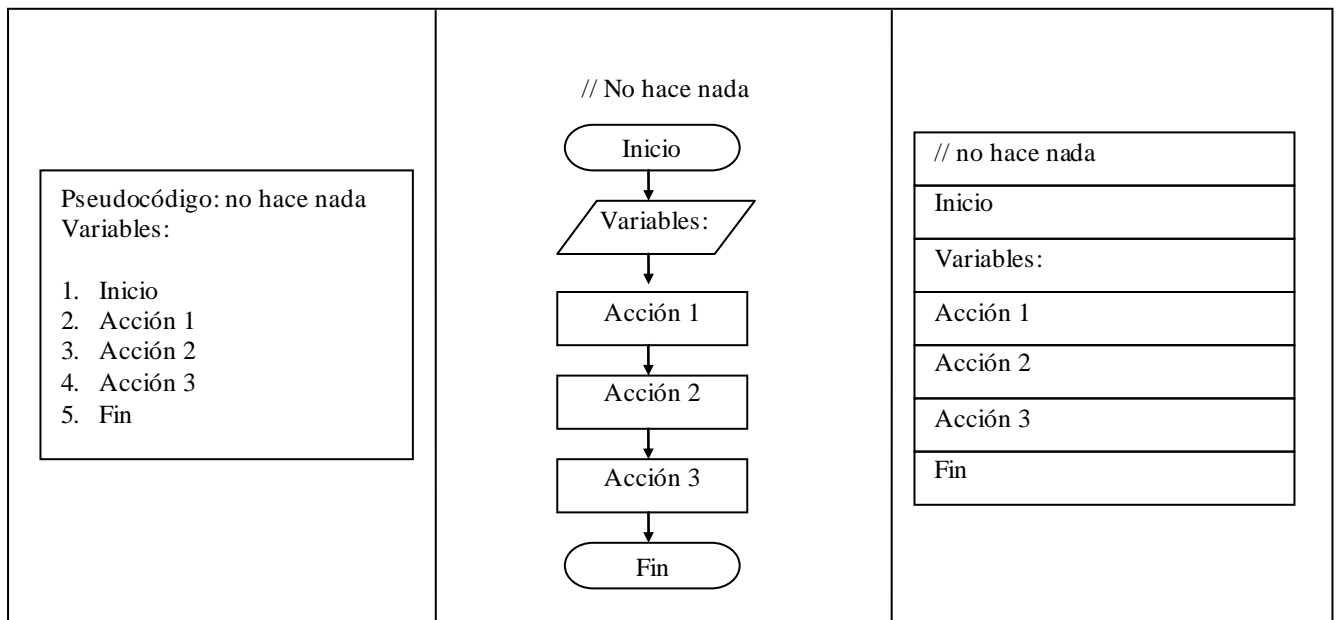 Pseudocódigo: no hace nada
Variables:
1. Inicio
2. Acción 1
3. Acción 2
4. Acción 3
5. Fin
// No hace nada
Inicio
Variables:
Acción 1
Acción 2
Acción 3
Fin
// no hace nada
Inicio
Variables:
Acción 1
Acción 2
Acción 3
Fin